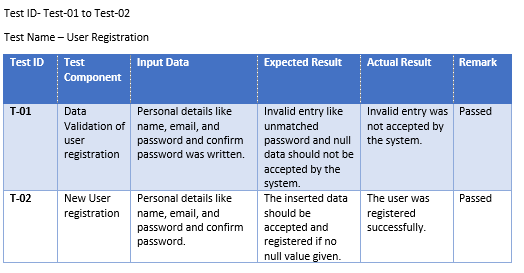 Test ID- Test-01 to Test-02
Test Name – User Registration
Test ID
Test
Component
Input Data
Expected Result
Actual Result
Remark
T-01
Data
Validation of
user
registration
Personal details like
name, email, and
password and confirm
password was written.
Invalid entry like
unmatched
password and null
data should not be
accepted by the
system.
Invalid entry was
not accepted by
the system.
Passed
T-02
New User
registration
Personal details like
name, email, and
password and confirm
password.
The inserted data
should be
accepted and
registered if no
null value given.
The user was
registered
successfully.
Passed